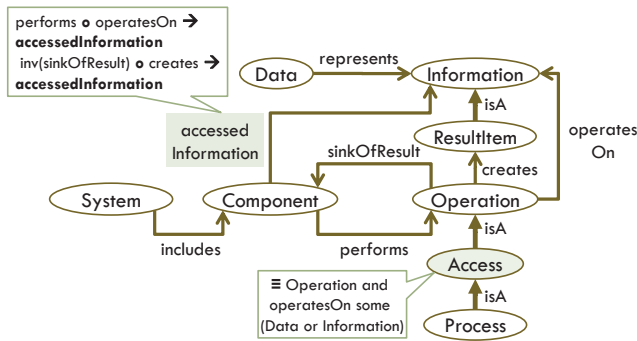 performs o operatesOn ➔
accessedInformation
inv(sinkOfResult) o creates ➔
accessedInformation
represents
Data
Information
isA
accessed
Information
ResultItem
operates
On
sinkOfResult
creates
System
Component
Operation
includes
performs
isA
Access
≡ Operation and
operatesOn some
(Data or Information)
isA
Process